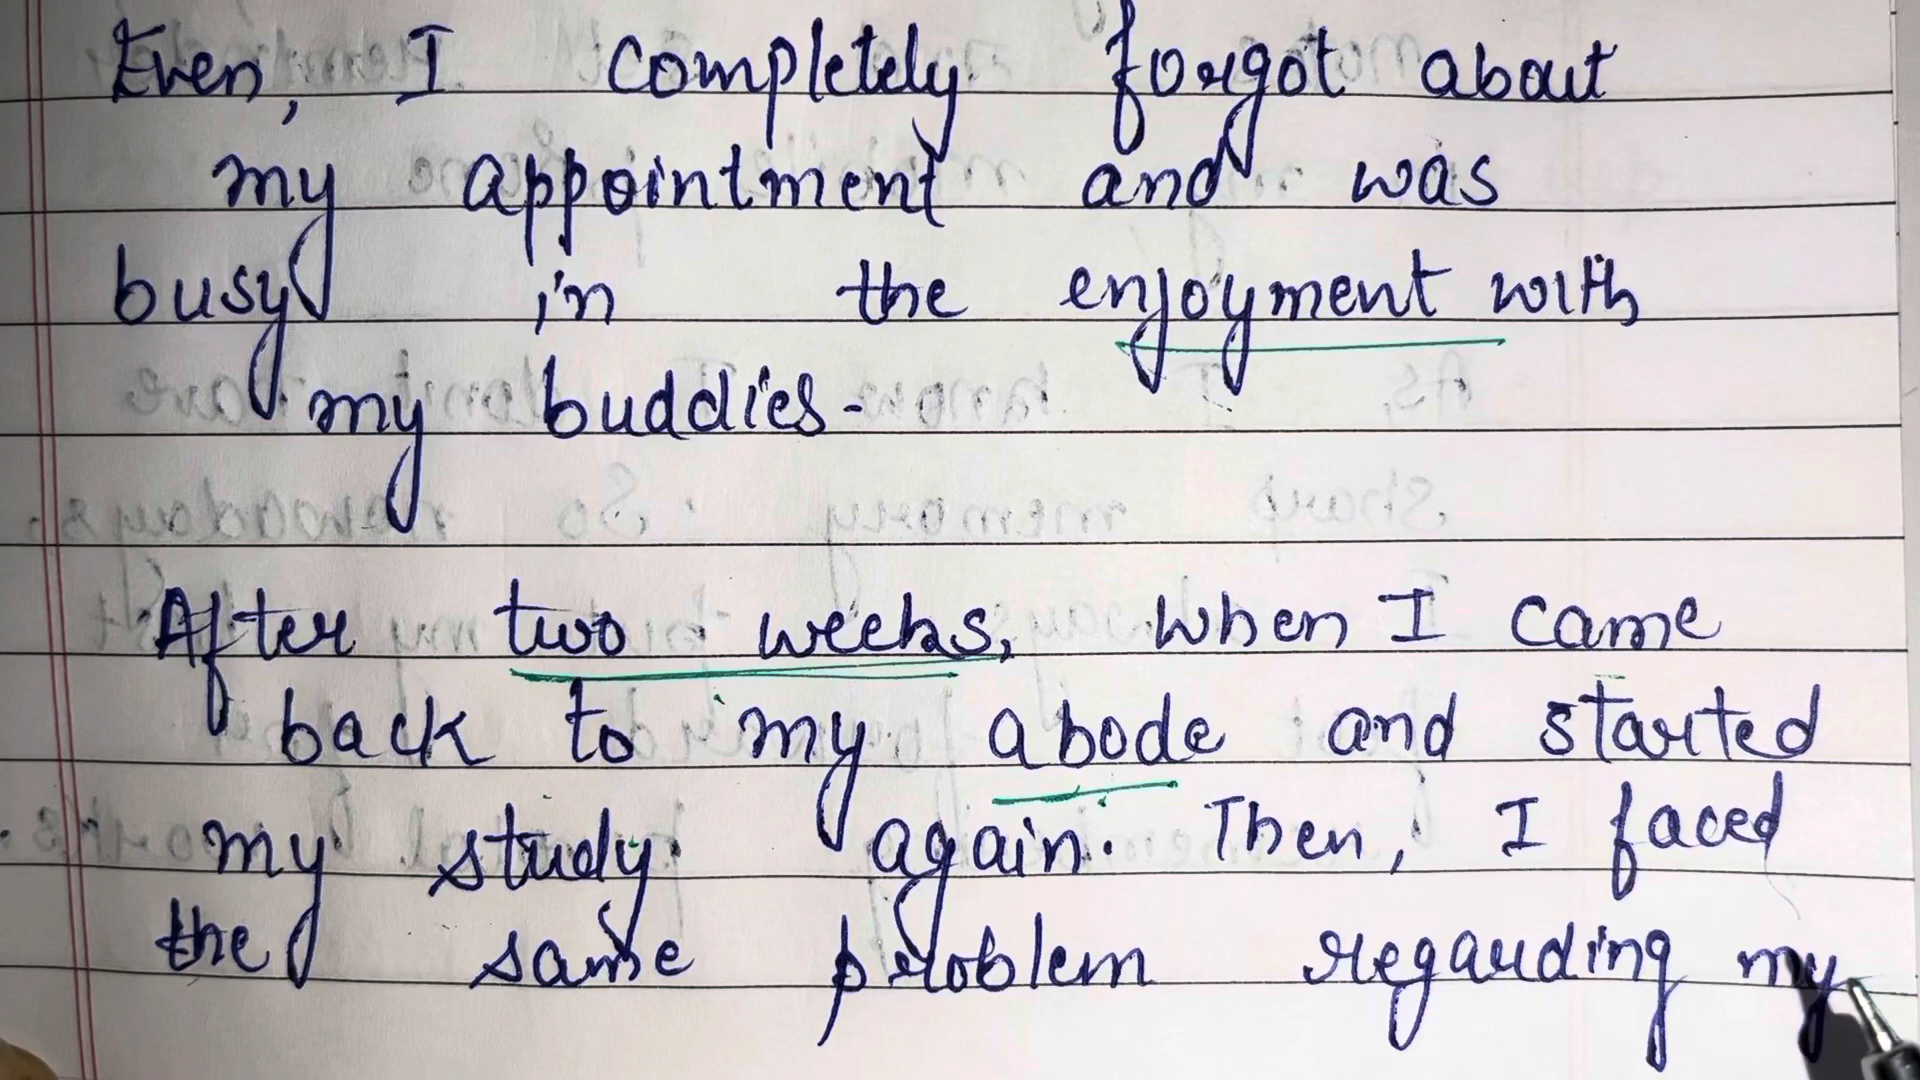 Even, I completely forgot about
my appointment and was
busy in the enjoyment with
my buddies.
After two weeks, when I came
back to my abode and started
my study again. Then, I faced
the same problem regarding my